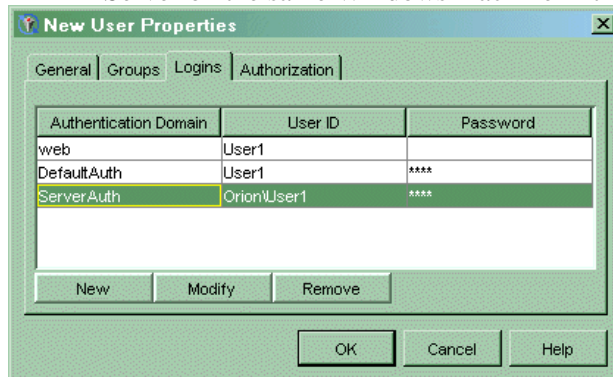 New User Properties
General Groups Logins Authorization
Authentication Domain User ID Password
web User1
DefaultAuth User1 ****
ServerAuth Orion\User1 ****
New Modify Remove
OK Cancel Help